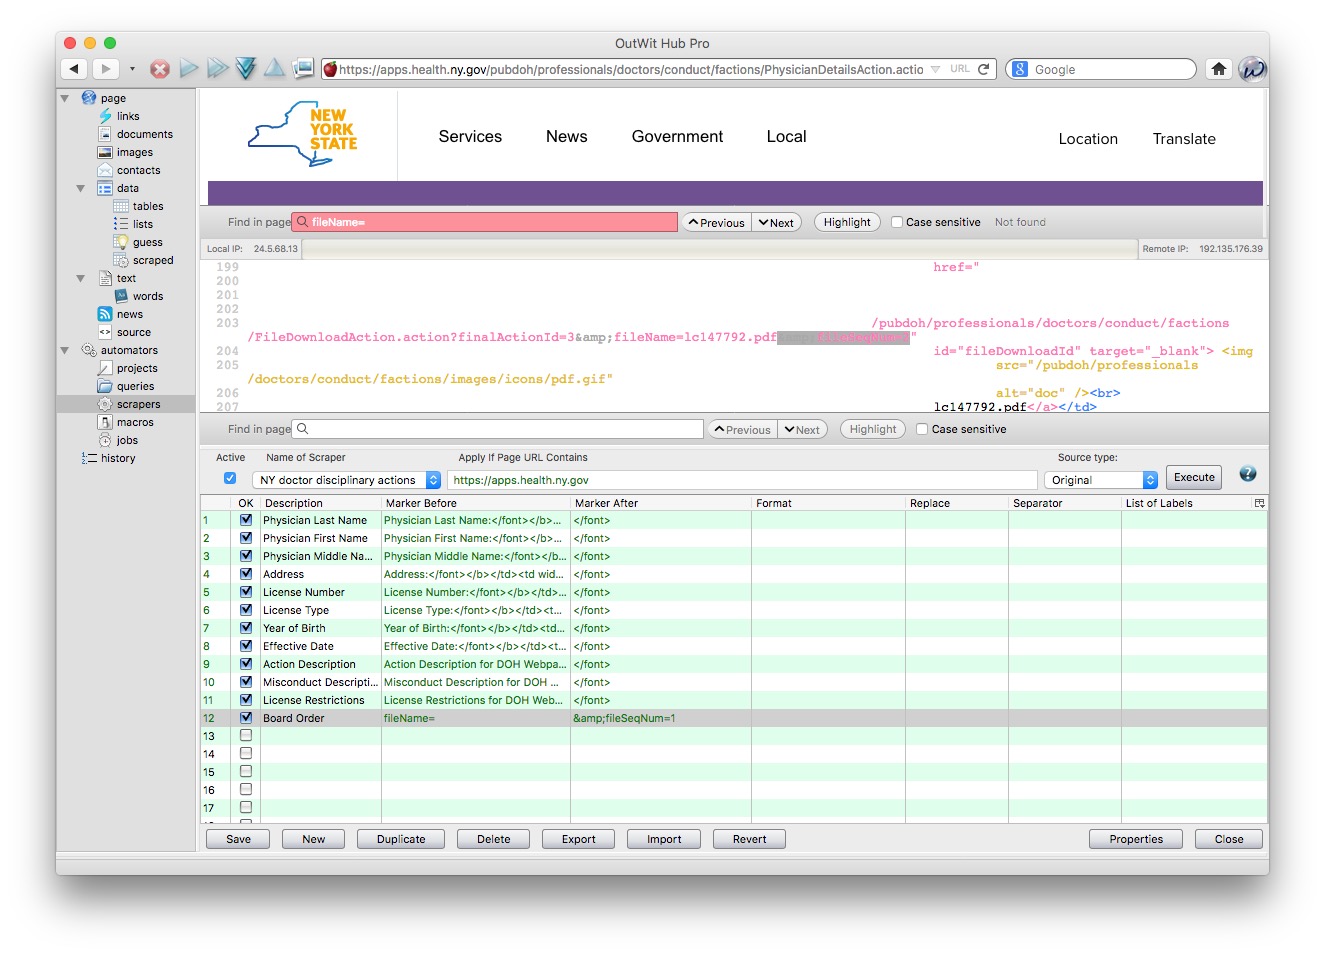 OutWit Hub Pro
https://apps.health.ny.gov/pubdoh/professionals/doctors/conduct/factions/PhysicianDetailsAction.actio URL Google
page
links
documents
images
contacts
data
tables
lists
guess
scraped
text
words
news
source
automators
projects
queries
scrapers
macros
jobs
history
NEW
YORK
STATE
Services News Government Local Location Translate
Find in page fileName= Previous Next Highlight Case sensitive Not found
Local IP: 24.5.68.13 Remote IP: 192.135.176.39
199 href="
200
201
202
203 /pubdoh/professionals/doctors/conduct/factions
/FileDownloadAction.action?finalActionId=3&amp;fileName=lc147792.pdf&amp;fileSeqNum=1"
204 id="fileDownloadId" target="_blank"> <img
205 src="/pubdoh/professionals
/doctors/conduct/factions/images/icons/pdf.gif"
206 alt="doc" /><br>
207 lc147792.pdf</a></td>
Find in page Previous Next Highlight Case sensitive
Active Name of Scraper Apply If Page URL Contains Source type:
NY doctor disciplinary actions https://apps.health.ny.gov Original Execute
OK Description Marker Before Marker After Format Replace Separator List of Labels
1 Physician Last Name Physician Last Name:</font></b>... </font>
2 Physician First Name Physician First Name:</font></b>... </font>
3 Physician Middle Na... Physician Middle Name:</font></b... </font>
4 Address Address:</font></b></td><td wid... </font>
5 License Number License Number:</font></b></td>... </font>
6 License Type License Type:</font></b></td><t... </font>
7 Year of Birth Year of Birth:</font></b></td><td... </font>
8 Effective Date Effective Date:</font></b></td><t... </font>
9 Action Description Action Description for DOH Webpa... </font>
10 Misconduct Descripti... Misconduct Description for DOH ... </font>
11 License Restrictions License Restrictions for DOH Web... </font>
12 Board Order fileName= &amp;fileSeqNum=1
13
14
15
16
17
Save New Duplicate Delete Export Import Revert Properties Close